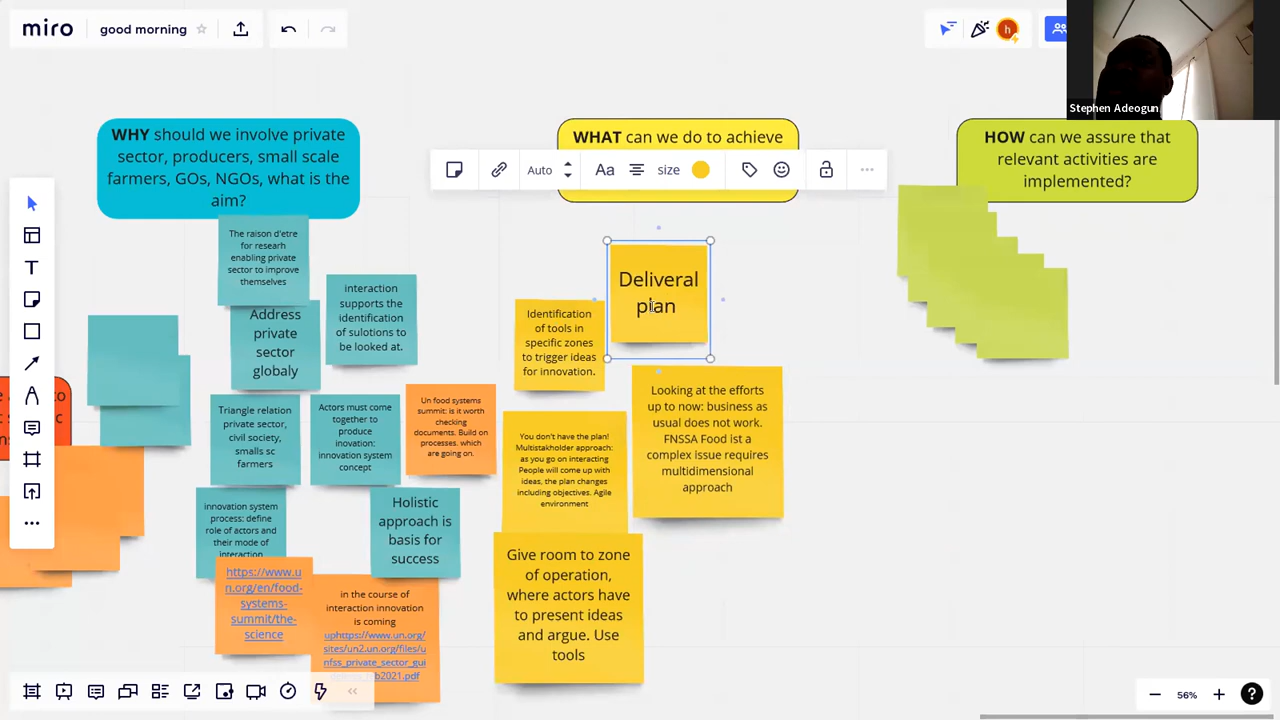 miro
good morning
h
Stephen Adeogun
WHY should we involve private
sector, producers, small scale
farmers, GOs, NGOs, what is the
aim?
WHAT can we do to achieve
HOW can we assure that
relevant activities are
implemented?
Auto
Aa
size
The raison d'etre
for researh
enabling private
sector to improve
themselves
interaction
supports the
identification
of sulotions to
be looked at.
Address
private
sector
globaly
Triangle relation
private sector,
civil society,
smalls sc
farmers
Actors must come
together to
produce
inovation:
innovation system
concept
Un food systems
summit: is it worth
checking
documents. Build on
processes. which
are going on.
innovation system
process: define
role of actors and
their mode of
interaction
Holistic
approach is
basis for
success
https://www.u
n.org/en/food-
systems-
summit/the-
science
in the course of
interaction innovation
is coming
uphttps://www.un.org/
sites/un2.un.org/files/u
nfss_private_sector_gui
Deliveral
plan
Identification
of tools in
specific zones
to trigger ideas
for innovation.
You don't have the plan!
Multistakholder approach:
as you go on interacting
People will come up with
ideas, the plan changes
including objectives. Agile
environment
Looking at the efforts
up to now: business as
usual does not work.
FNSSA Food ist a
complex issue requires
multidimensional
approach
Give room to zone
of operation,
where actors have
to present ideas
and argue. Use
tools
56%